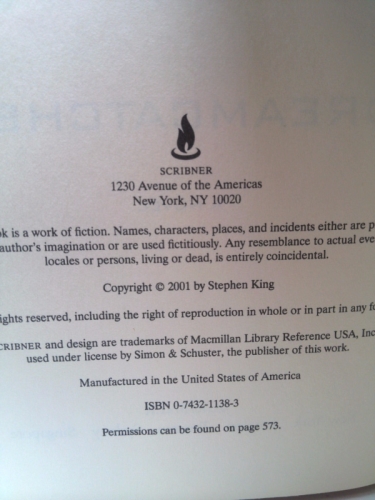 SCRIBNER
1230 Avenue of the Americas
New York, NY 10020
is a work of fiction. Names, characters, places, and incidents either are
author's imagination or are used fictitiously. Any resemblance to actual
locales or persons, living or dead, is entirely coincidental.
Copyright © 2001 by Stephen King
rights reserved, including the right of reproduction in whole or in part in any
and design are trademarks of Macmillan Library Reference USA, Inc
used under license by Simon & Schuster, the publisher of this work.
Manufactured in the United States of America
ISBN 0-7432-1138-3
Permissions can be found on page 573.